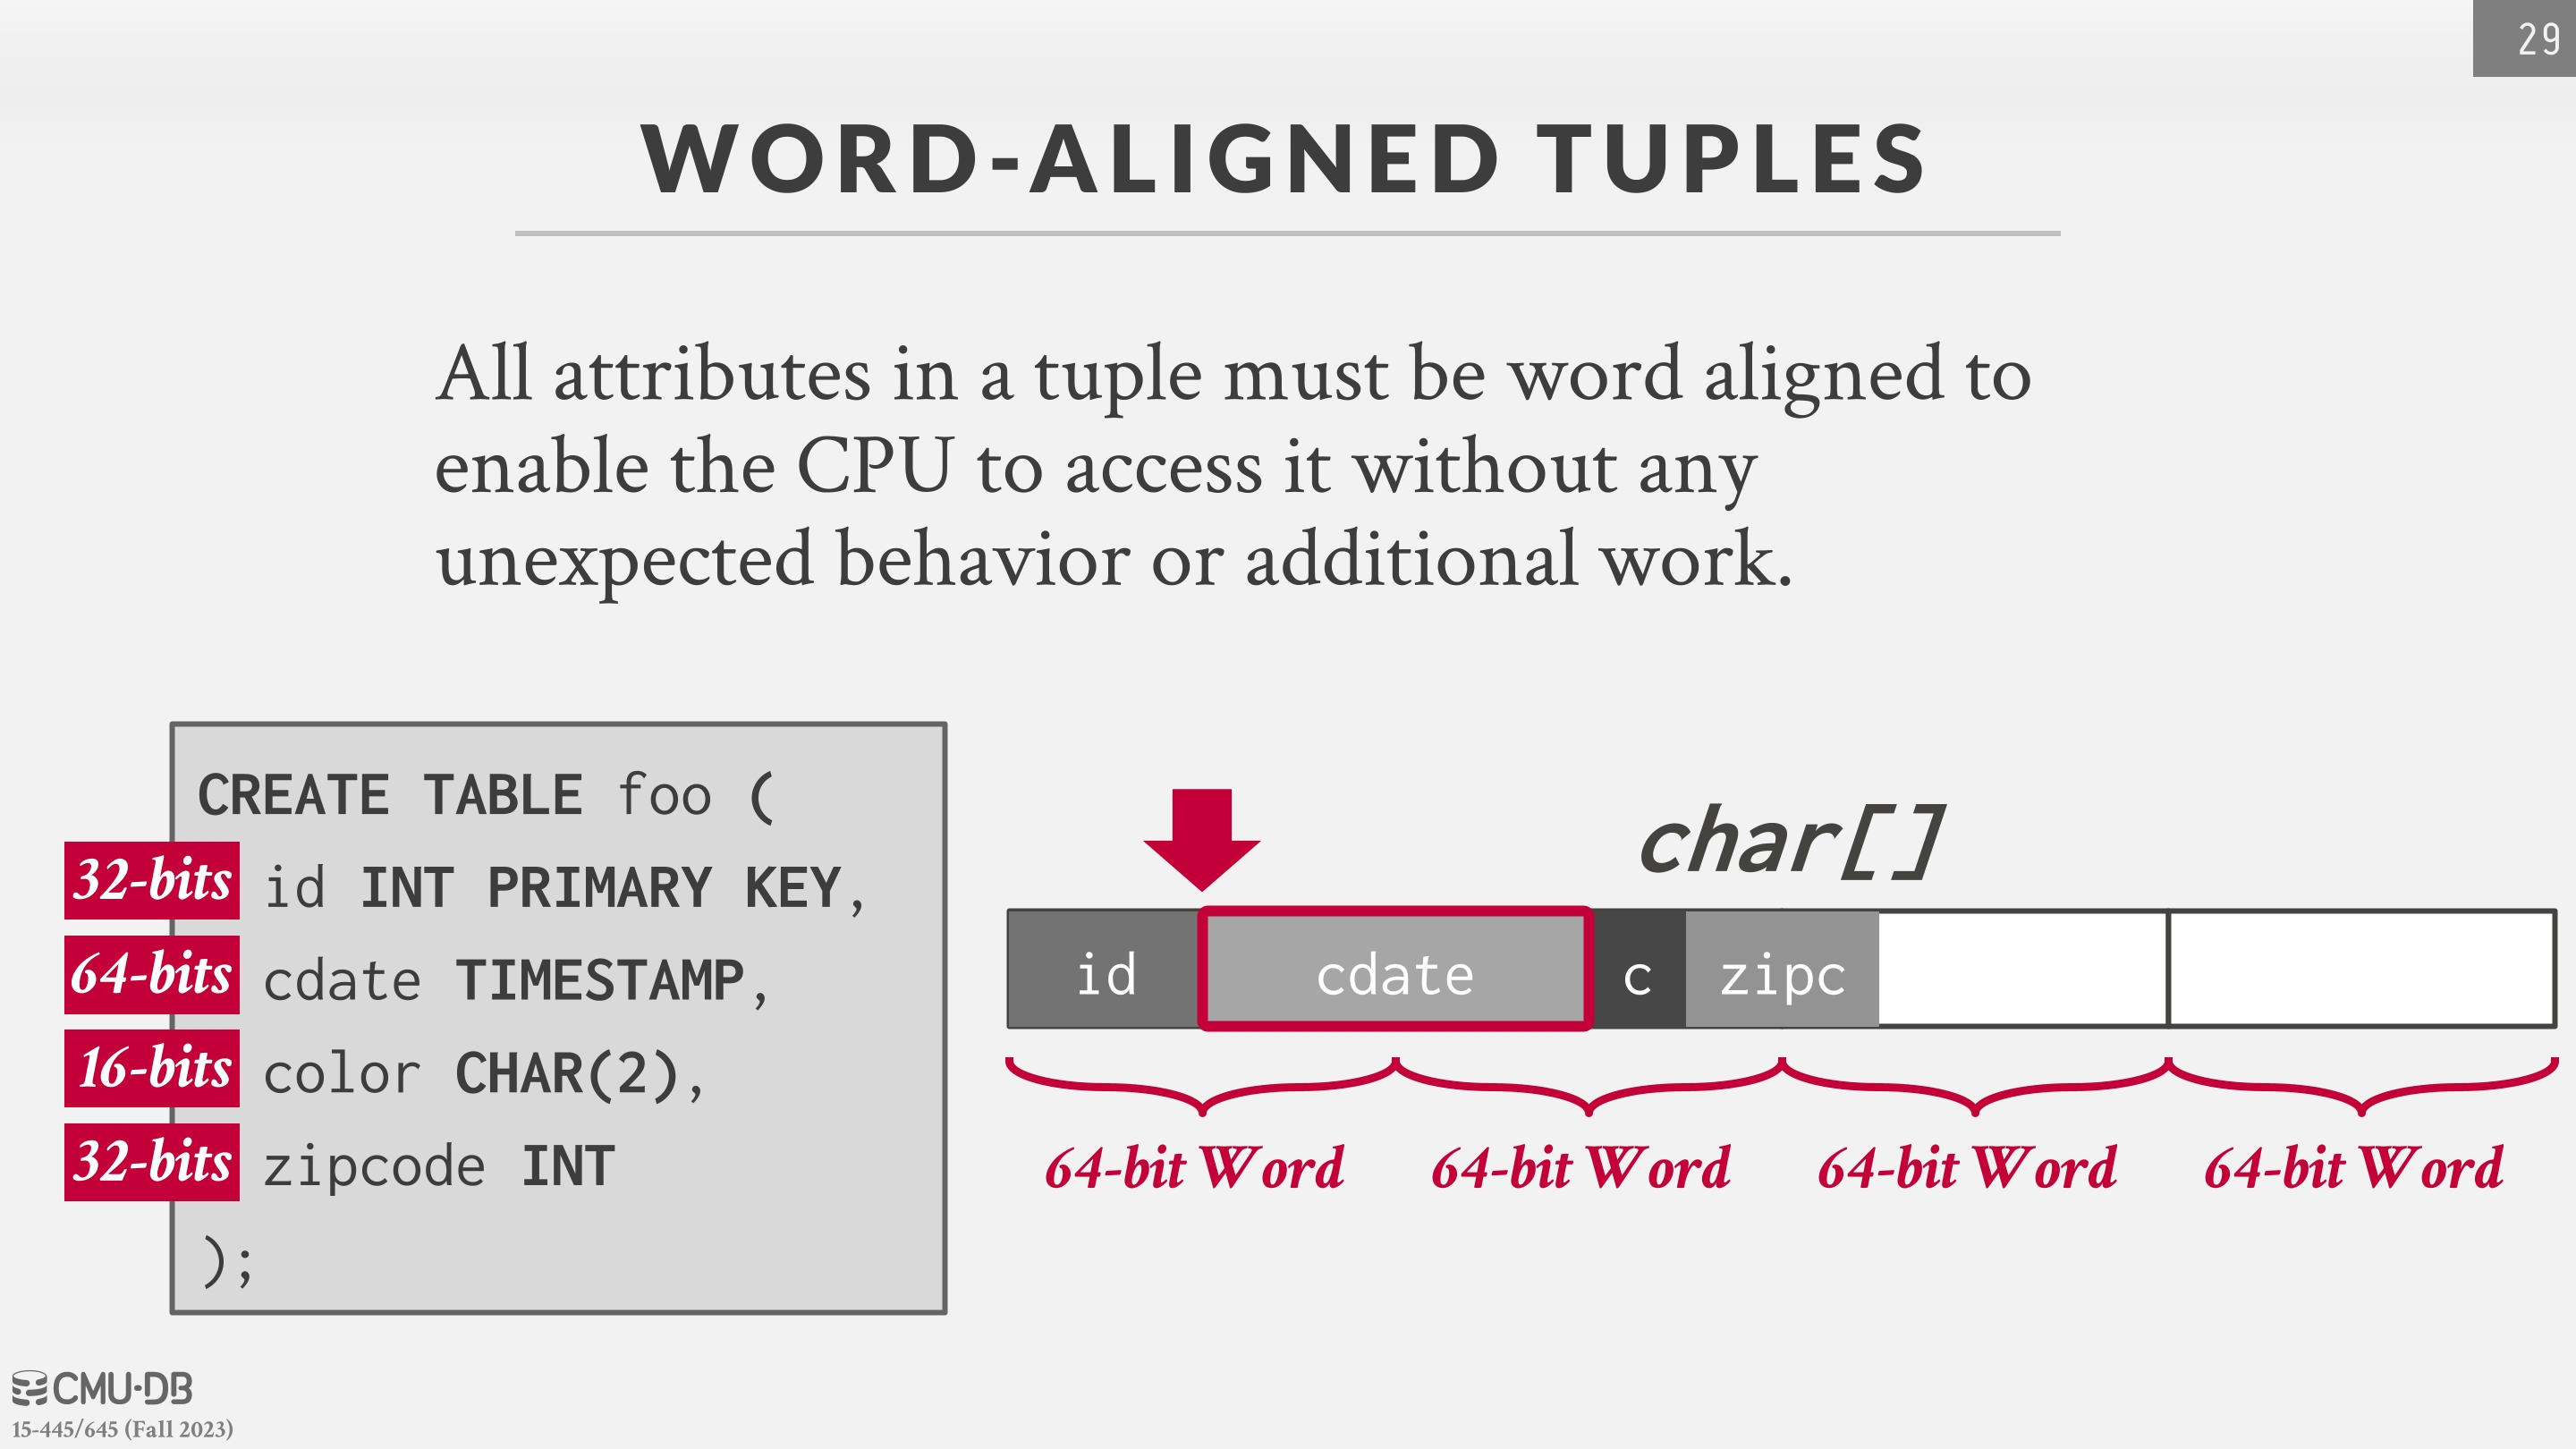 29
WORD-ALIGNED TUPLES
All attributes in a tuple must be word aligned to
enable the CPU to access it without any
unexpected behavior or additional work.
CREATE TABLE foo (
32-bits id INT PRIMARY KEY,
64-bits cdate TIMESTAMP,
16-bits color CHAR(2),
32-bits zipcode INT
);
char[]
id cdate c zipc
64-bit Word 64-bit Word 64-bit Word 64-bit Word
CMU·DB
15-445/645 (Fall 2023)